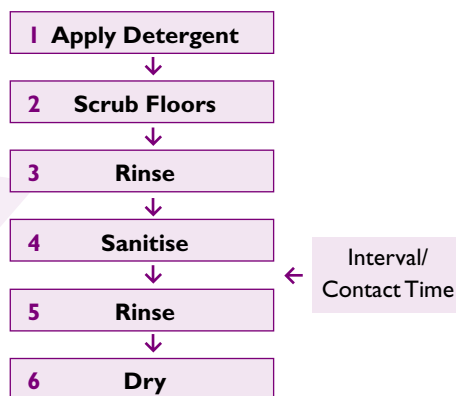 1 Apply Detergent
2 Scrub Floors
3 Rinse
4 Sanitise
Interval/
Contact Time
5 Rinse
6 Dry